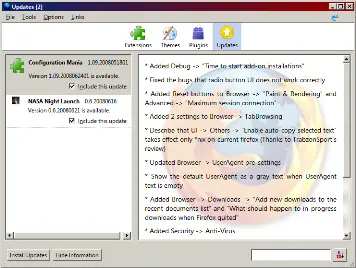 Updates [2]
File Tools Options Links
Extensions Themes Plugins Updates
Configuration Mania 1.09.2008051801
Version 1.09.2008062401 is available.
Include this update
NASA Night Launch 0.6.20080616
Version 0.6.20080621 is available.
Include this update
* Added Debug -> "Time to start add-on installations"
* Fixed the bugs that radio button UI does not work correctly
* Added Reset buttons to Browser -> "Paint & Rendering" and
Advanced -> "Maximum session connection"
* Added 2 settings to Browser -> TabBrowsing
* Describe that UI -> Others -> "Enable auto copy selected text"
takes effect only *nix on current firefox (Thanks to TrabzonSport's
review)
* Updated Browser -> UserAgent pre-settings
* Show the default UserAgent as a gray text when UserAgent
text is empty
* Added Browser -> Downloads -> "Add new downloads to the
recent documents list" and "What should happen to in progress
downloads when Firefox quited"
* Added Security -> Anti-Virus
Install Updates Hide Information